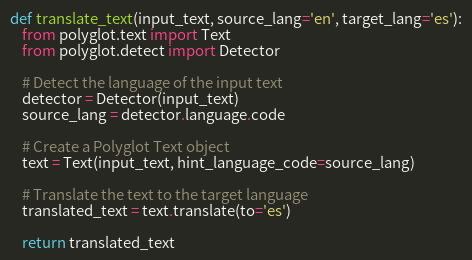 def translate_text(input_text, source_lang='en', target_lang='es'):
from polyglot.text import Text
from polyglot.detect import Detector
# Detect the language of the input text
detector = Detector(input_text)
source_lang = detector.language.code
# Create a Polyglot Text object
text = Text(input_text, hint_language_code=source_lang)
# Translate the text to the target language
translated_text = text.translate(to='es')
return translated_text